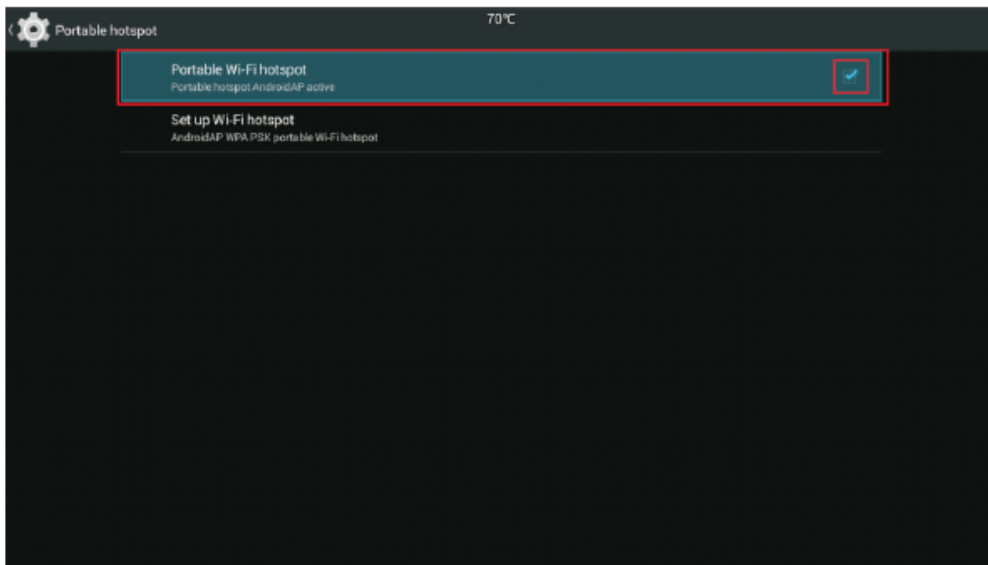 70℃
Portable hotspot
Portable Wi-Fi hotspot
Portable hotspot AndroidAP active
Set up Wi-Fi hotspot
AndroidAP WPA PSK portable Wi-Fi hotspot